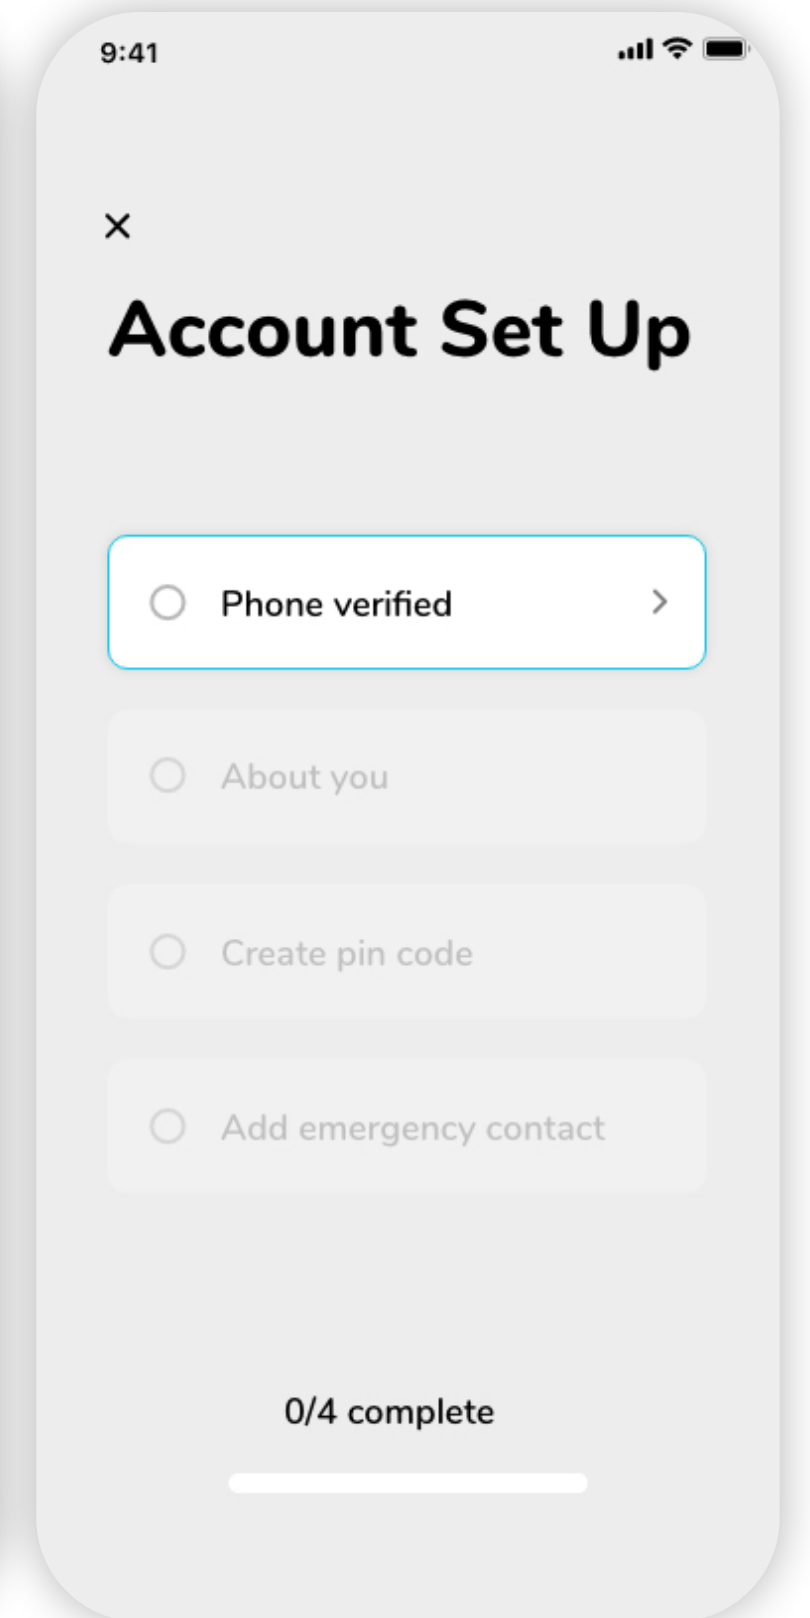 9:41
Account Set Up
Phone verified
About you
Create pin code
Add emergency contact
0/4 complete